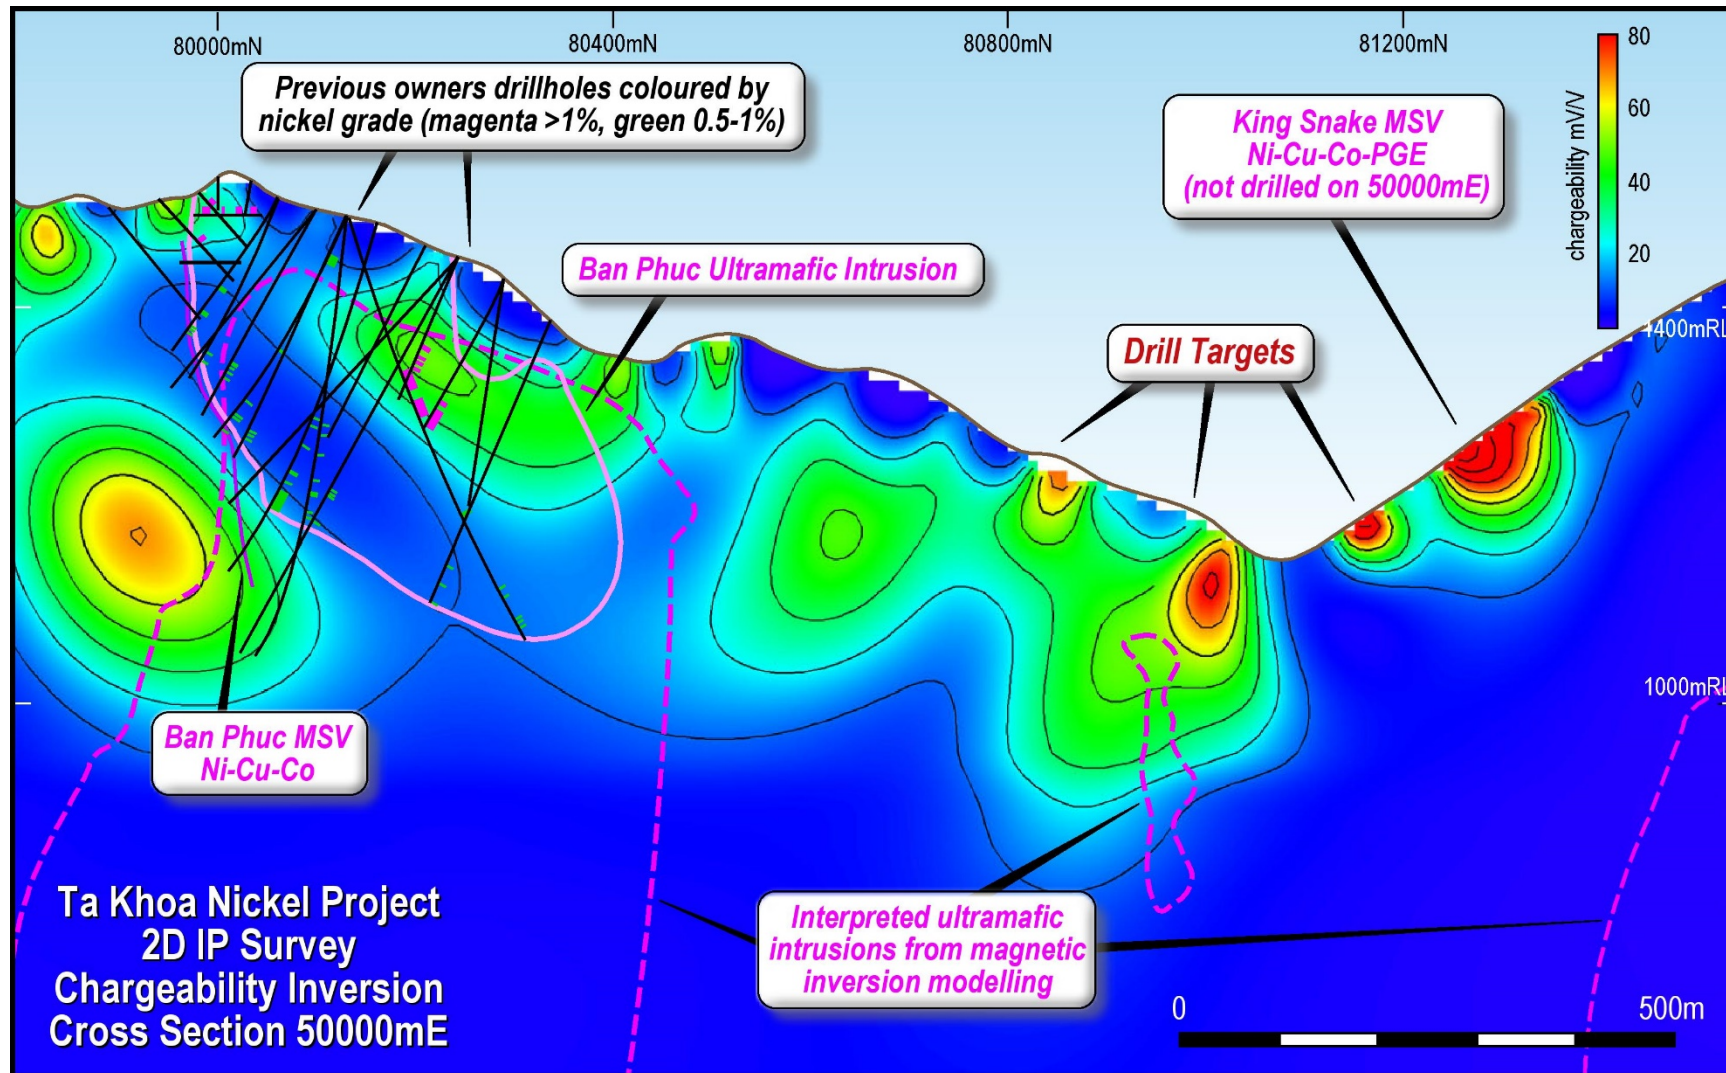 80000mN
80400mN
80800mN
81200mN
80
60
40
20
chargeability mV/V
Previous owners drillholes coloured by
nickel grade (magenta >1%, green 0.5-1%)
King Snake MSV
Ni-Cu-Co-PGE
(not drilled on 50000mE)
Ban Phuc Ultramafic Intrusion
1400mRL
Drill Targets
1000mRL
Ban Phuc MSV
Ni-Cu-Co
Interpreted ultramafic
intrusions from magnetic
inversion modelling
Ta Khoa Nickel Project
2D IP Survey
Chargeability Inversion
Cross Section 50000mE
0
500m